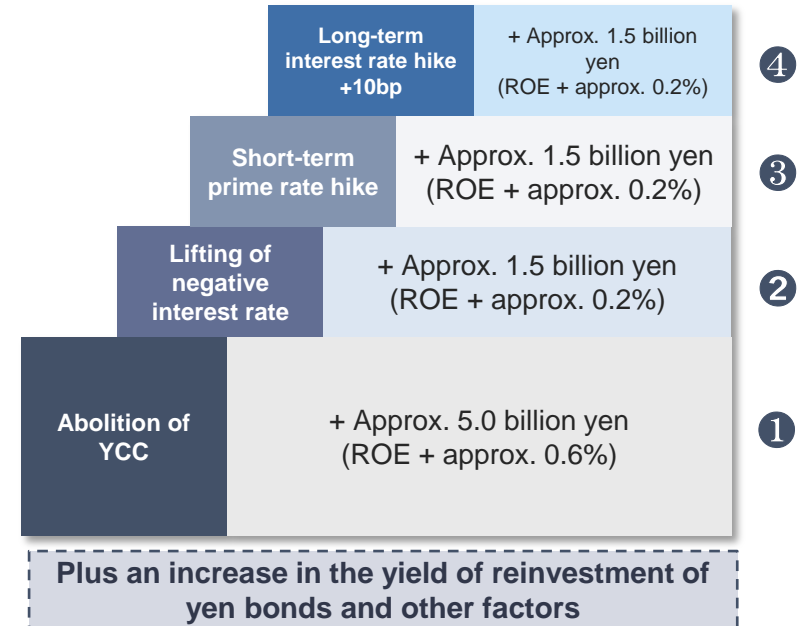 Long-term
interest rate hike
+10bp
+ Approx. 1.5 billion
yen
(ROE + approx. 0.2%)
❹
Short-term
prime rate hike
+ Approx. 1.5 billion yen
(ROE + approx. 0.2%)
❸
Lifting of
negative
interest rate
+ Approx. 1.5 billion yen
(ROE + approx. 0.2%)
❷
Abolition of
YCC
+ Approx. 5.0 billion yen
(ROE + approx. 0.6%)
❶
Plus an increase in the yield of reinvestment of
yen bonds and other factors